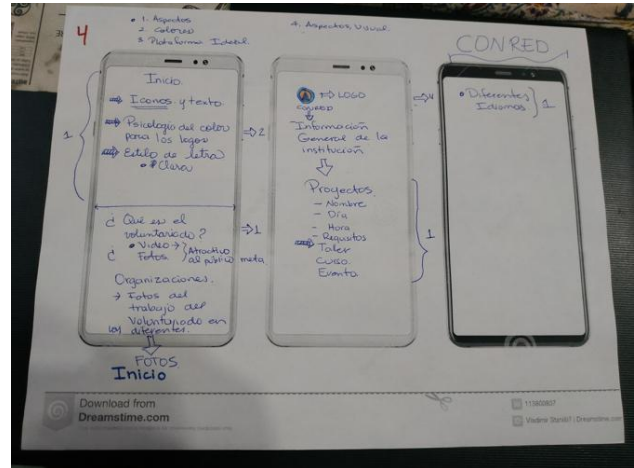 4
• 1. Aspectos
2. Colores
3. Plataforma Ideal.
4. Aspectos Visual.
CONRED
Inicio.
⇒ Iconos y texto
⇒ Psicología del color
para los logos
⇒ Estilo de letra
• Clara
1
⇒ 2
¿ Qué es el
voluntariado?
• Video →
¿ Fotos
Atractivo
al público meta
⇒ 1
Organizaciones.
→ Fotos del
trabajo del
Voluntariado en
los diferentes.
FOTOS
Inicio
⇒ LOGO
CONRED
Información
General de la
institución
Proyectos
- Nombre
- Día
- Hora
- Requisitos
⇒ Taller
Curso
Evento
1
⇒ 4
• Diferentes
Idiomas
1
Download from
Dreamstime.com
113800807